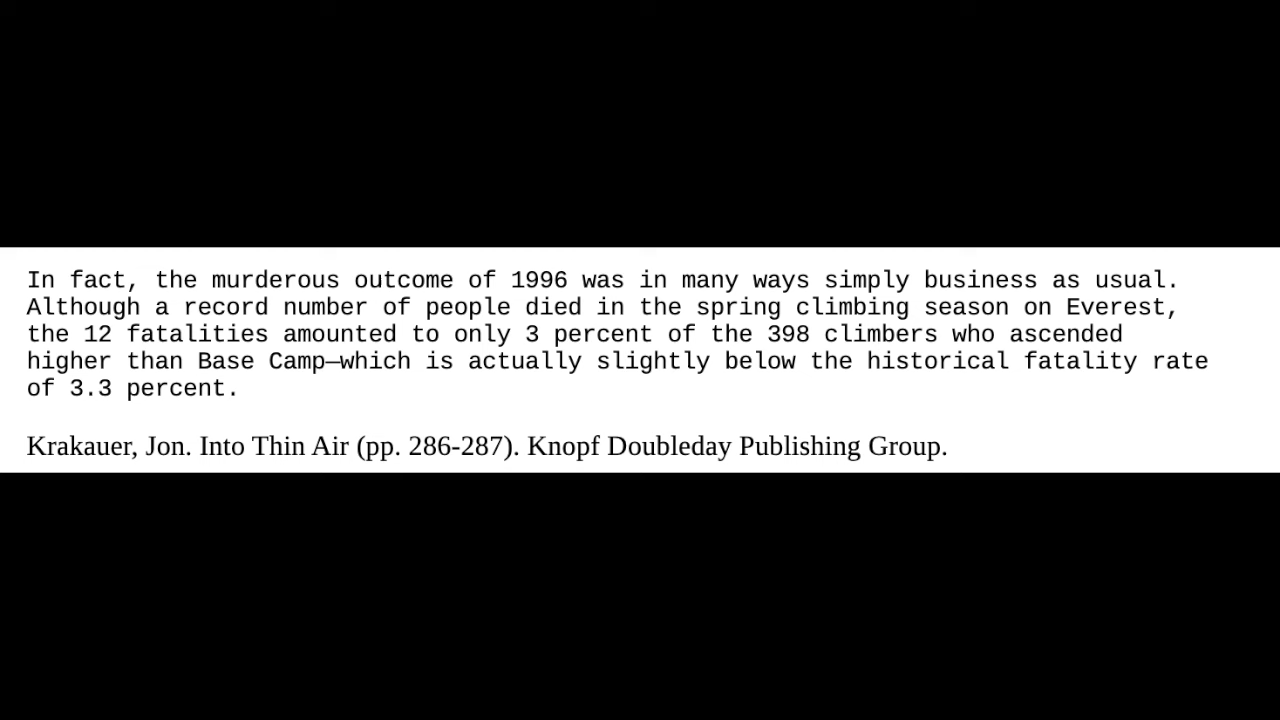 In fact, the murderous outcome of 1996 was in many ways simply business as usual.
Although a record number of people died in the spring climbing season on Everest,
the 12 fatalities amounted to only 3 percent of the 398 climbers who ascended
higher than Base Camp—which is actually slightly below the historical fatality rate
of 3.3 percent.
Krakauer, Jon. Into Thin Air (pp. 286-287). Knopf Doubleday Publishing Group.